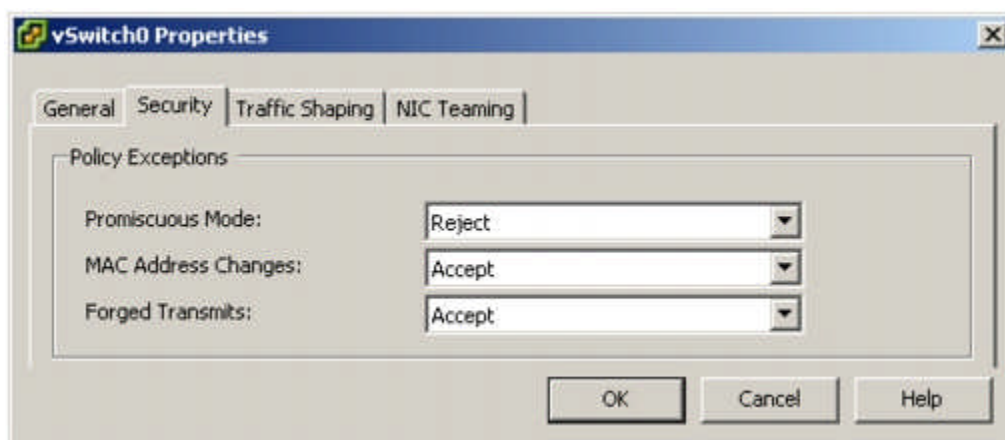 vSwitch0 Properties
General Security Traffic Shaping NIC Teaming
Policy Exceptions
Promiscuous Mode: Reject
MAC Address Changes: Accept
Forged Transmits: Accept
OK Cancel Help